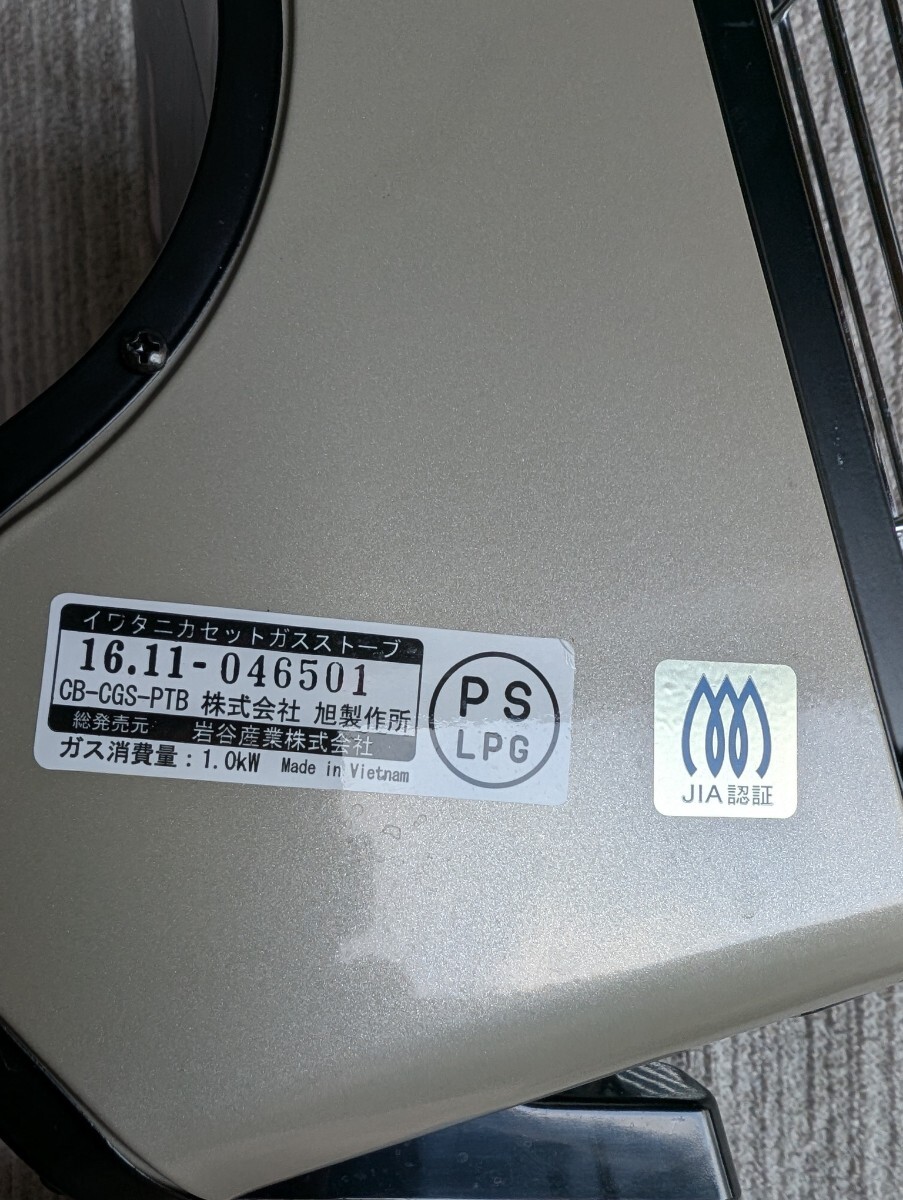 イワタニカセットガスストーブ
16.11-046501
CB-CGS-PTB 株式会社 旭製作所
総発売元: 岩谷産業株式会社
ガス消費量：1.0kW Made in Vietnam
PS
LPG
JIA認証